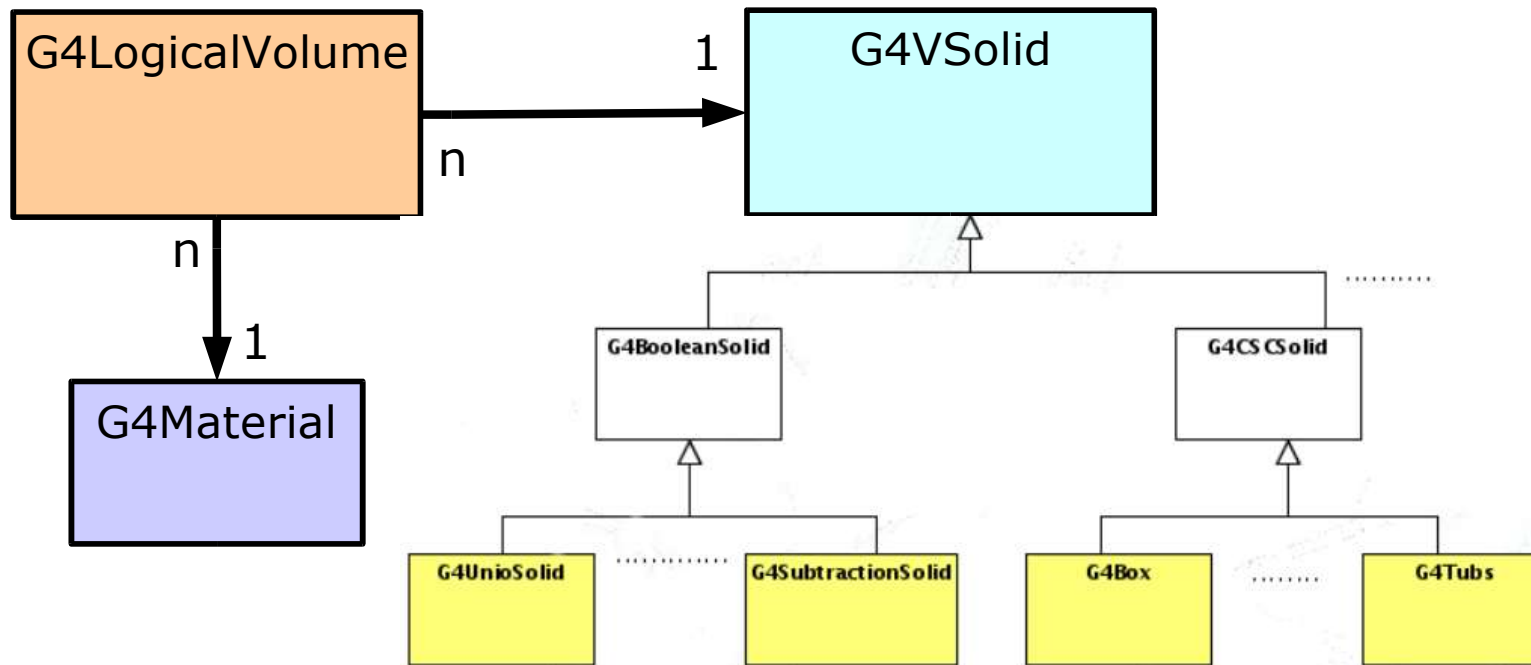 G4LogicalVolume
G4VSolid
1
n
n
1
G4Material
G4BooleanSolid
G4CSCSolid
G4UnioSolid
G4SubtractionSolid
G4Box
G4Tubs